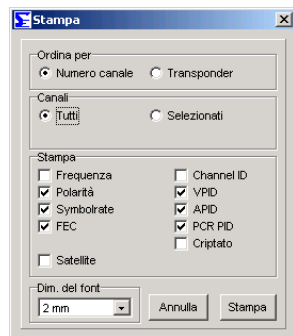 Stampa
Ordina per
Numero canale Transponder
Canali
Tutti Selezionati
Stampa
Frequenza Channel ID
Polarità VPID
Symbolrate APID
FEC PCR PID
Criptato
Satellite
Dim. del font
2 mm Annulla Stampa